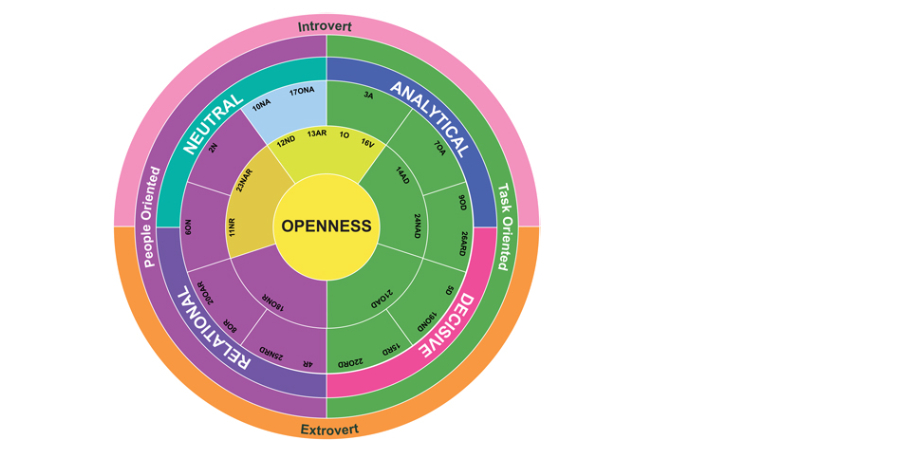 Introvert
NEUTRAL
ANALYTICAL
People Oriented
Task Oriented
10NA
17ONA
3A
2N
12ND
13AR
1O
16V
7OA
23NAR
14AD
9OD
6ON
11NR
OPENNESS
24NAD
26ARD
20OAR
18ONR
21OAD
5D
8OR
19OND
25NRD
4R
22ORD
15RD
RELATIONAL
DECISIVE
Extrovert